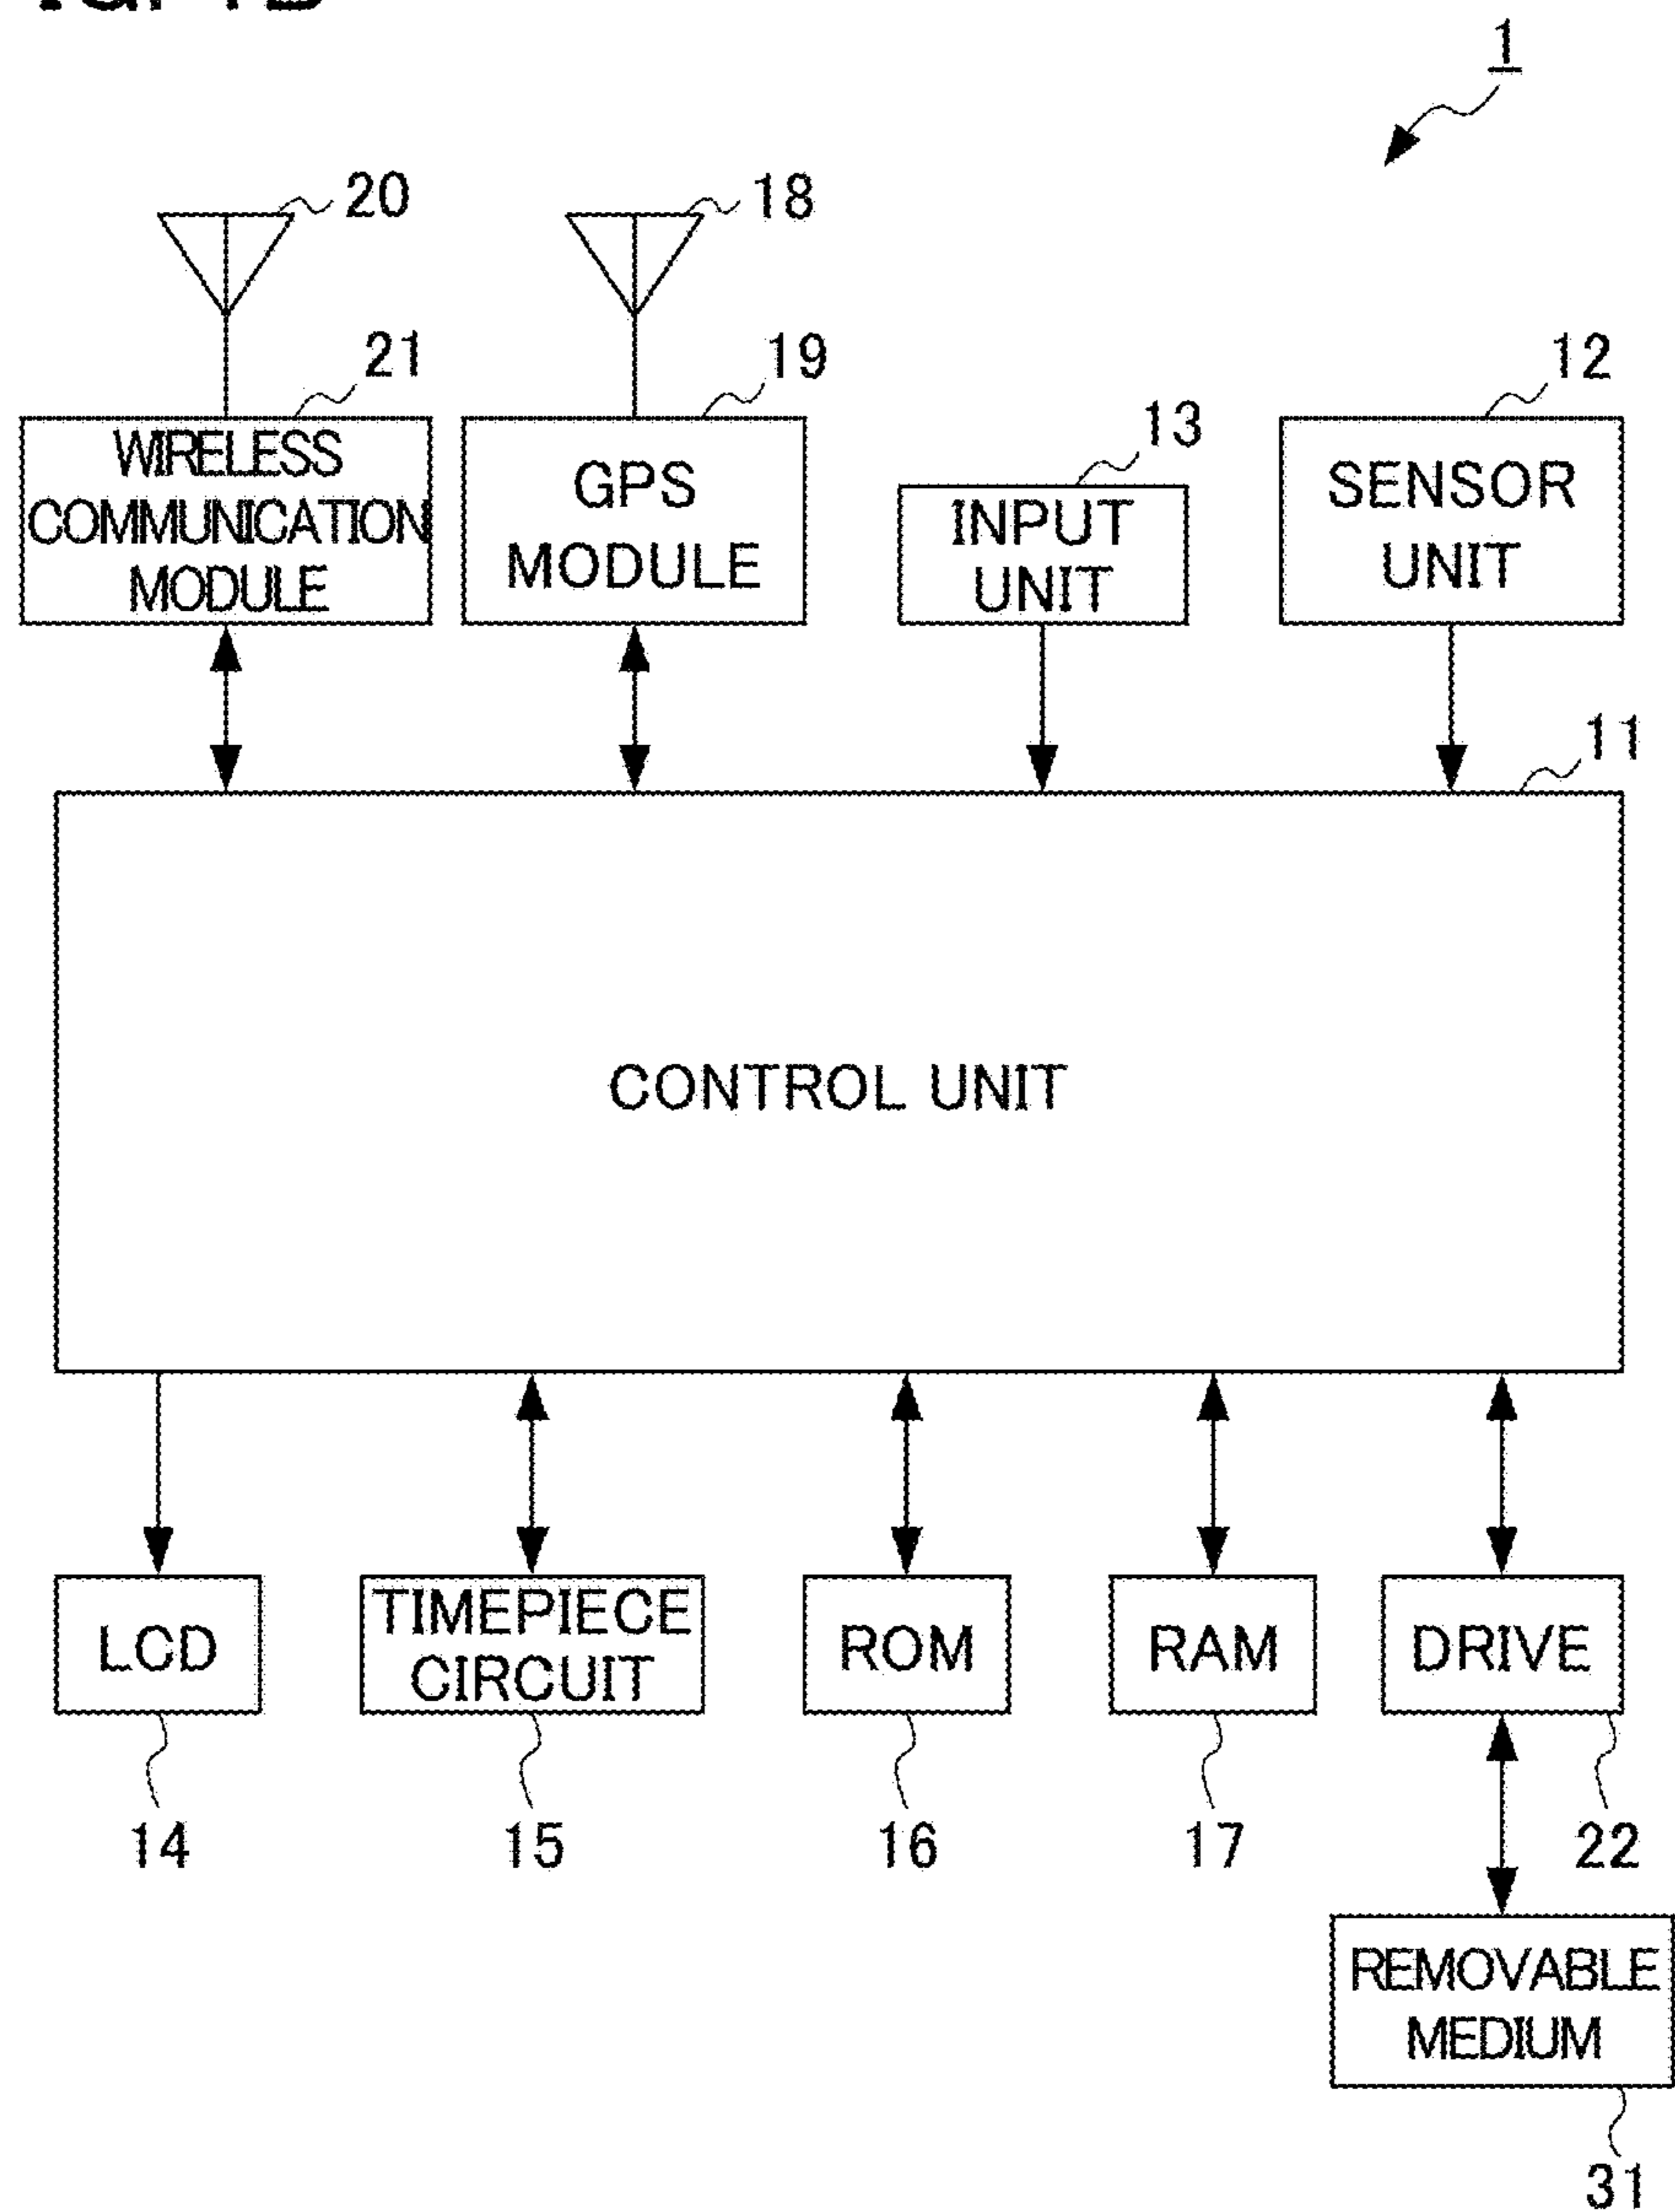 1
20
18
21
19
13
12
WIRELESS
COMMUNICATION
MODULE
GPS
MODULE
INPUT
UNIT
SENSOR
UNIT
11
CONTROL UNIT
LCD
TIMEPIECE
CIRCUIT
ROM
RAM
DRIVE
14
15
16
17
22
REMOVABLE
MEDIUM
31